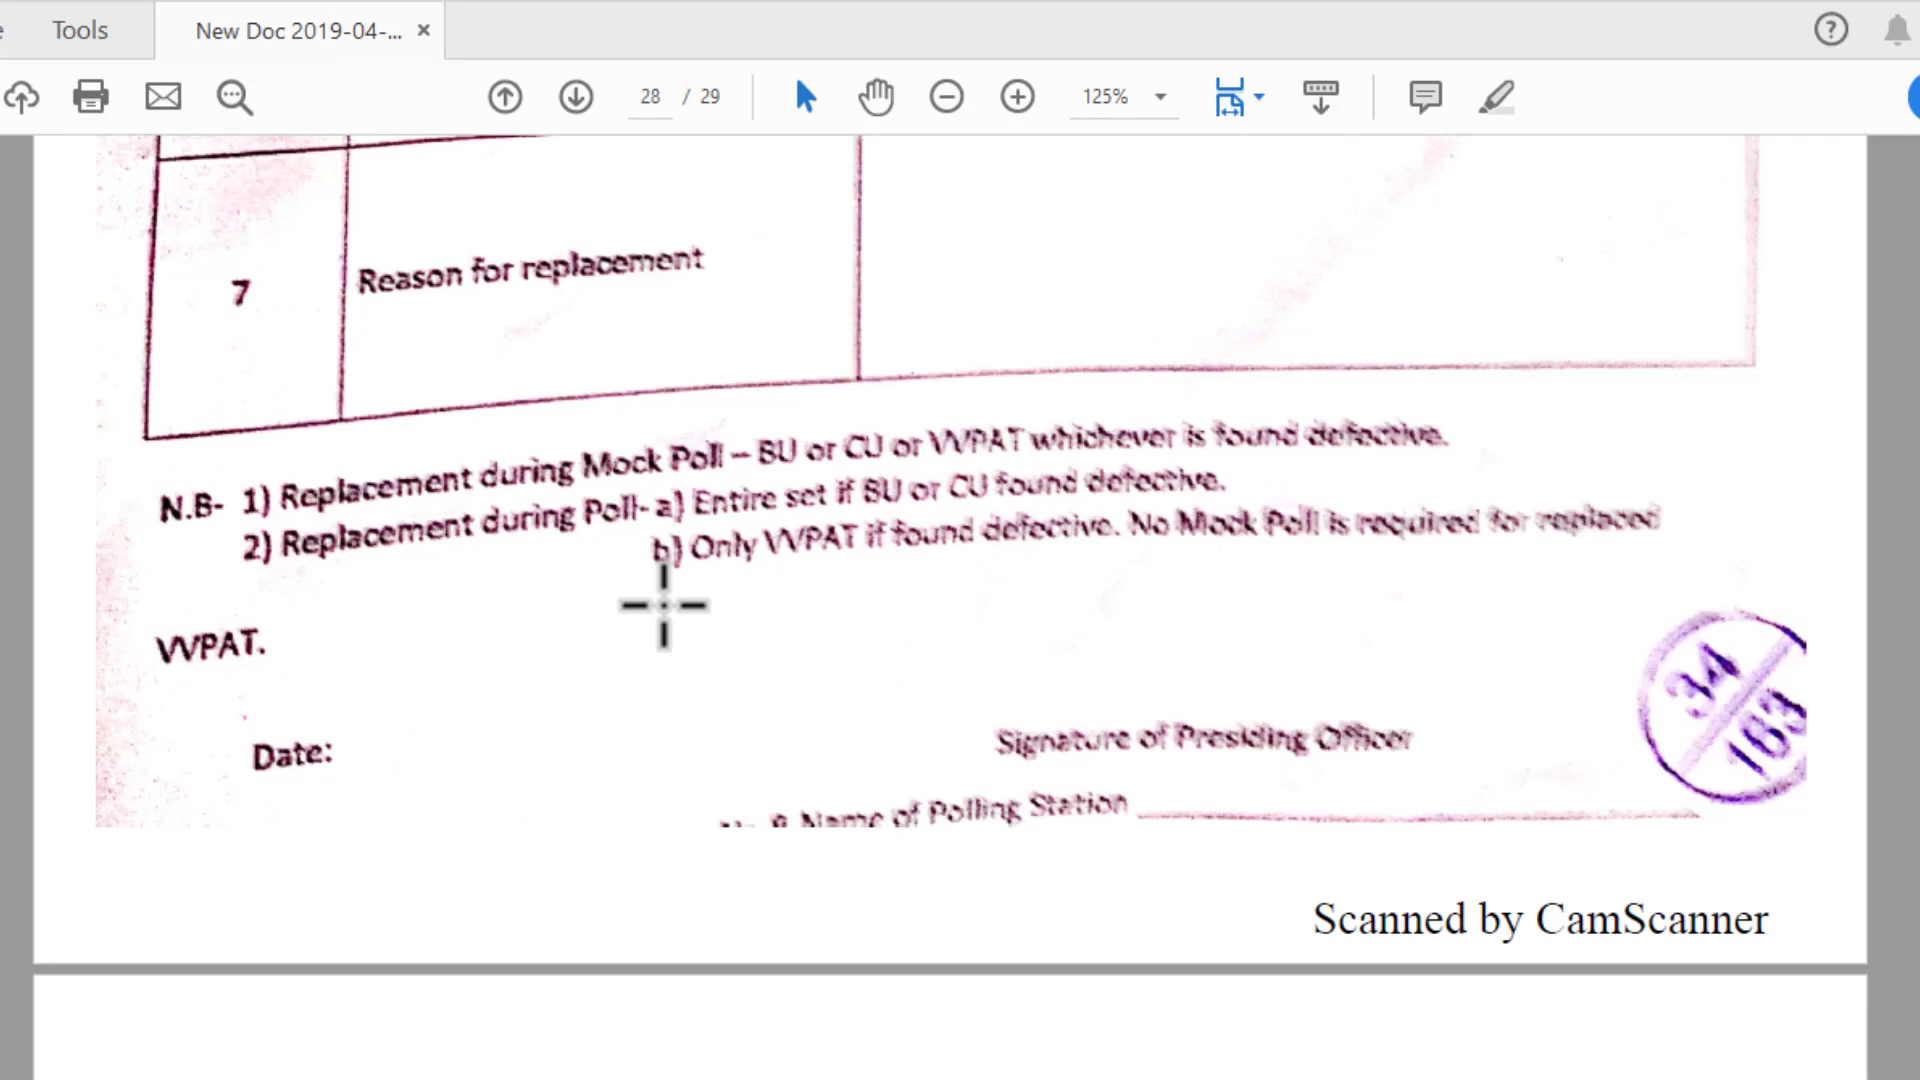 Tools
New Doc 2019-04-...
28 / 29
125%
7
Reason for replacement
N.B- 1) Replacement during Mock Poll – BU or CU or VVPAT whichever is found defective.
2) Replacement during Poll- a) Entire set if BU or CU found defective.
b) Only VVPAT if found defective. No Mock Poll is required for replaced
VVPAT.
34
183
Date:
Signature of Presiding Officer
& Name of Polling Station
Scanned by CamScanner